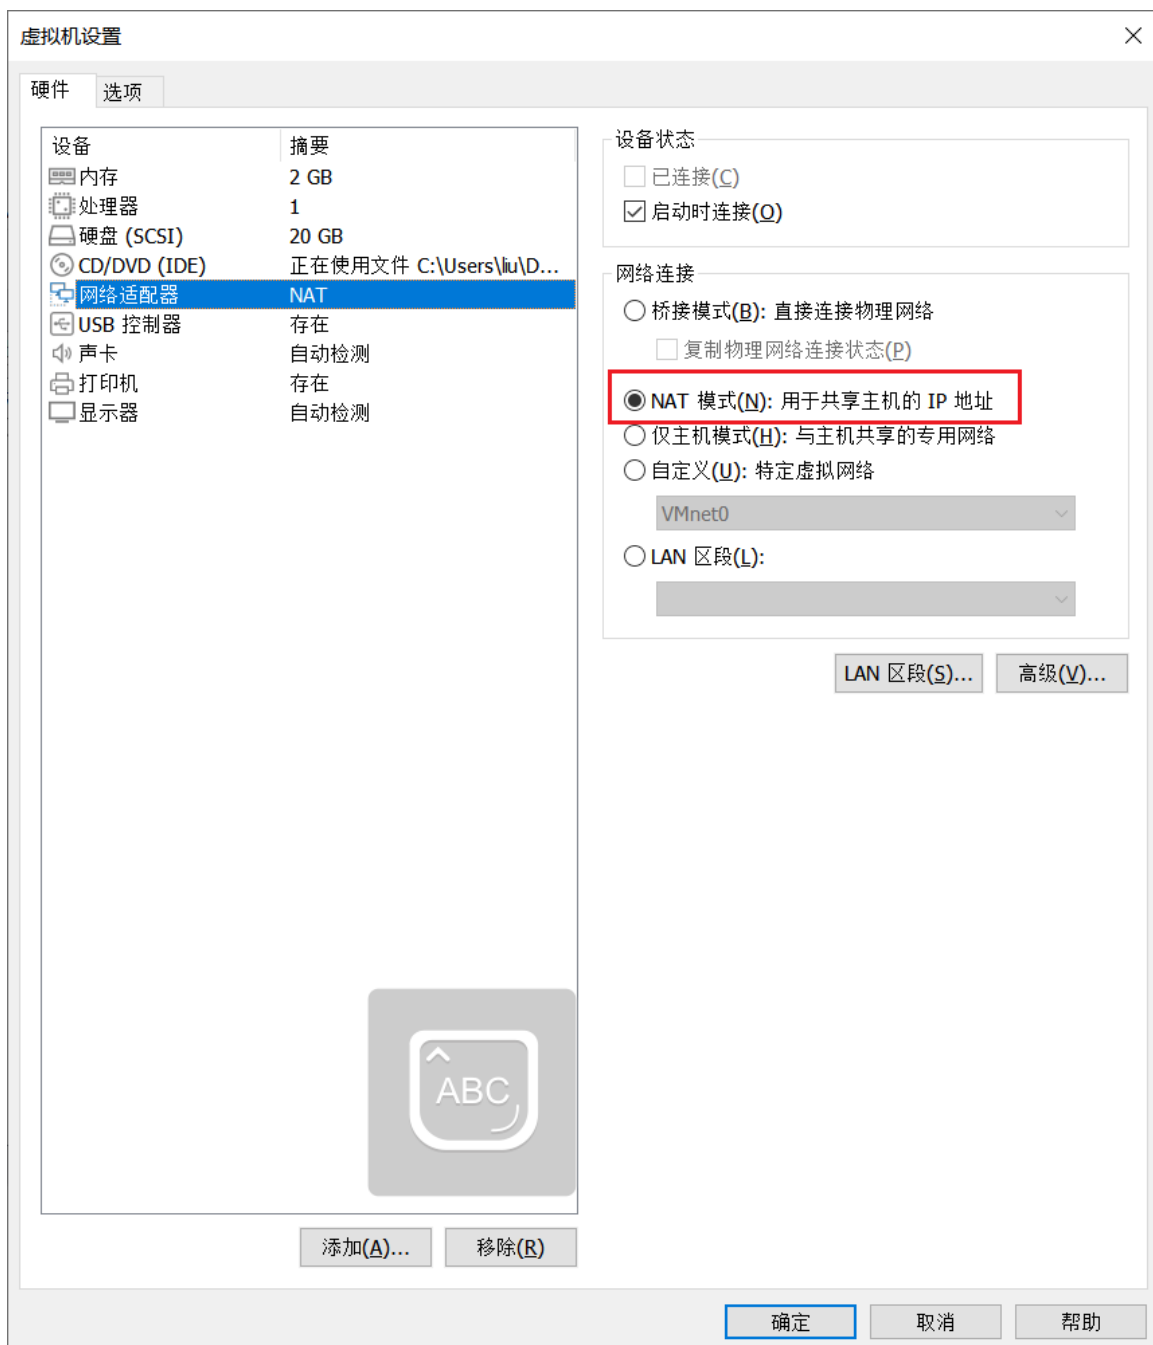 虚拟机设置
硬件
选项
设备 摘要
内存 2 GB
处理器 1
硬盘 (SCSI) 20 GB
CD/DVD (IDE) 正在使用文件 C:\Users\liu\D...
网络适配器 NAT
USB 控制器 存在
声卡 自动检测
打印机 存在
显示器 自动检测
ABC
添加(A)...
移除(R)
设备状态
已连接(C)
启动时连接(O)
网络连接
桥接模式(B): 直接连接物理网络
复制物理网络连接状态(P)
NAT 模式(N): 用于共享主机的 IP 地址
仅主机模式(H): 与主机共享的专用网络
自定义(U): 特定虚拟网络
VMnet0
LAN 区段(L):
LAN 区段(S)...
高级(V)...
确定
取消
帮助